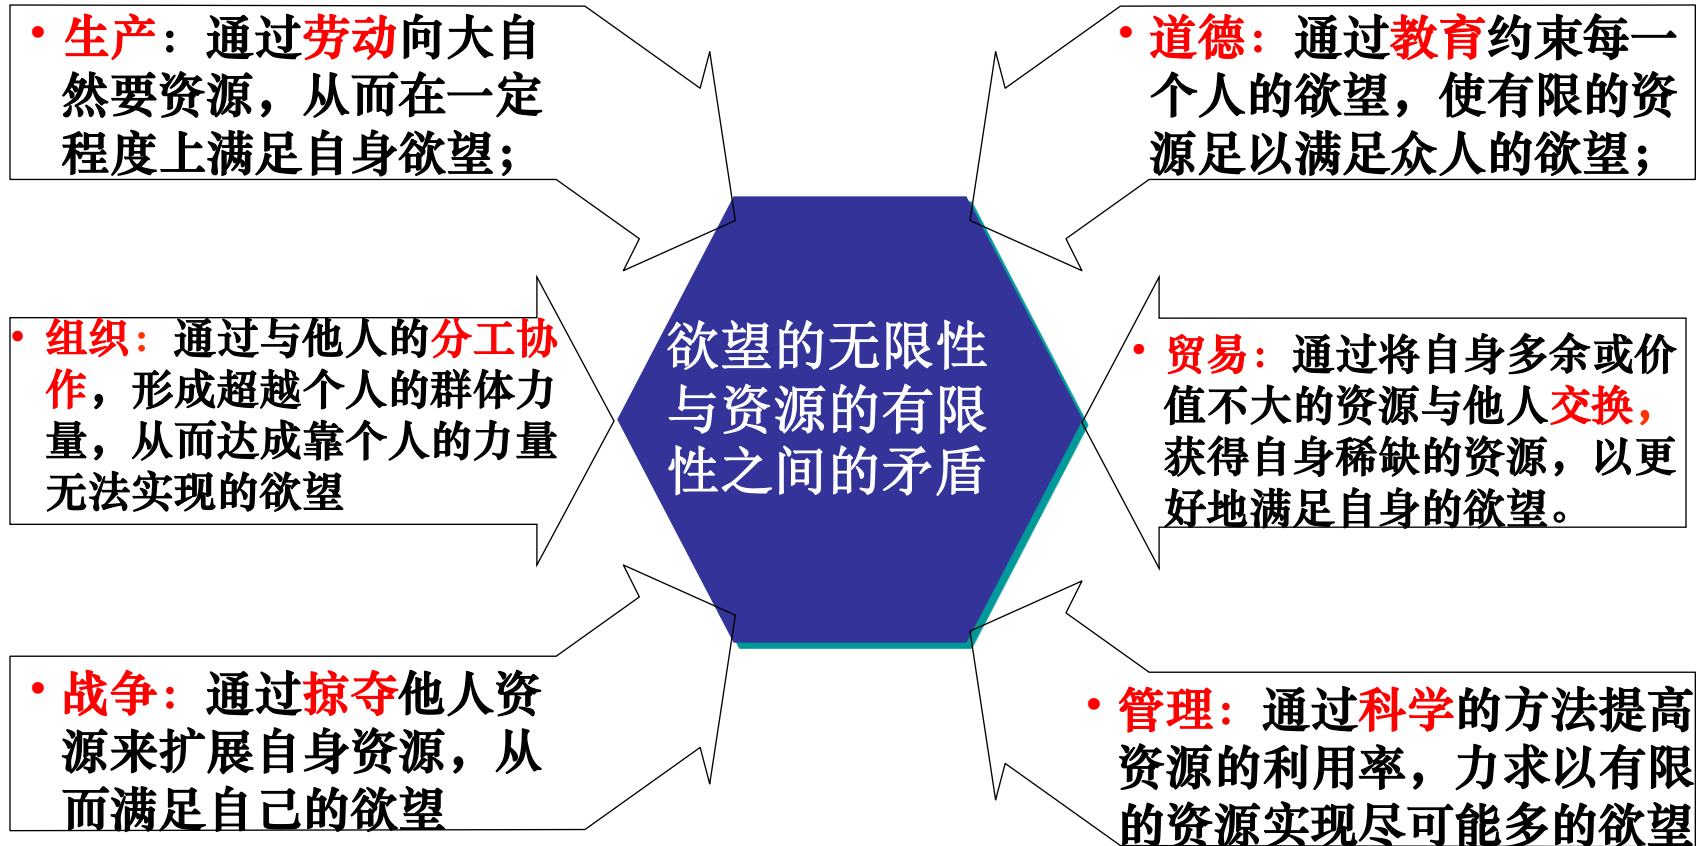 • 生产：通过劳动向大自
然要资源，从而在一定
程度上满足自身欲望；
• 道德：通过教育约束每一
个人的欲望，使有限的资
源足以满足众人的欲望；
• 组织：通过与他人的分工协
作，形成超越个人的群体力
量，从而达成靠个人的力量
无法实现的欲望
欲望的无限性
与资源的有限
性之间的矛盾
• 贸易：通过将自身多余或价
值不大的资源与他人交换，
获得自身稀缺的资源，以更
好地满足自身的欲望。
• 战争：通过掠夺他人资
源来扩展自身资源，从
而满足自己的欲望
• 管理：通过科学的方法提高
资源的利用率，力求以有限
的资源实现尽可能多的欲望